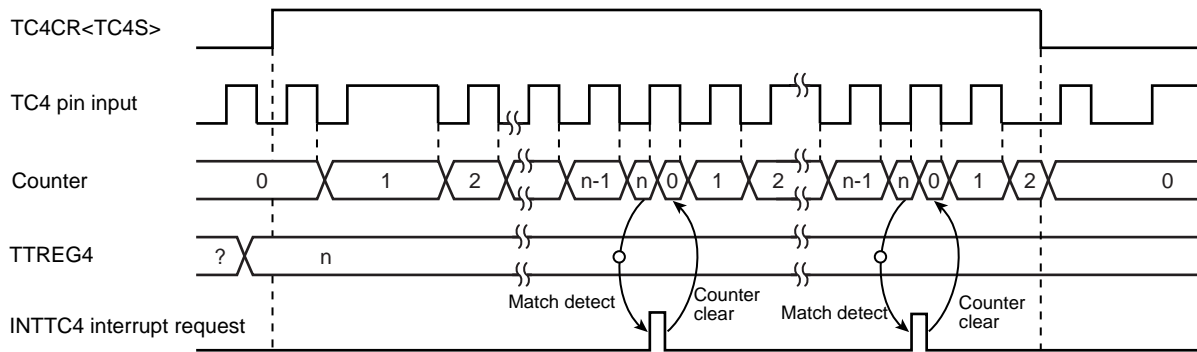 TC4CR<TC4S>
TC4 pin input
Counter
0 1 2 n-1 n 0 1 2 n-1 n 0 1 2 0
TTREG4
? n
Match detect
Counter
clear
Match detect
Counter
clear
INTTC4 interrupt request